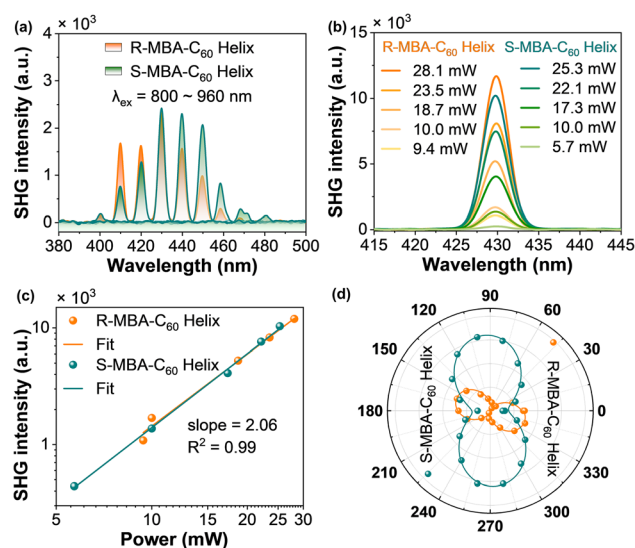 (a)
× 10³
4
3
2
1
0
SHG intensity (a.u.)
R-MBA-C₆₀ Helix
S-MBA-C₆₀ Helix
λₑₓ = 800 ~ 960 nm
380 400 420 440 460 480 500
Wavelength (nm)
(b)
× 10³
15
10
5
0
SHG intensity (a.u.)
R-MBA-C₆₀ Helix S-MBA-C₆₀ Helix
28.1 mW 25.3 mW
23.5 mW 22.1 mW
18.7 mW 17.3 mW
10.0 mW 10.0 mW
9.4 mW 5.7 mW
415 420 425 430 435 440 445
Wavelength (nm)
(c)
× 10³
10¹
10⁰
SHG intensity (a.u.)
R-MBA-C₆₀ Helix
Fit
S-MBA-C₆₀ Helix
Fit
slope = 2.06
R² = 0.99
5 10 15 20 25 30
Power (mW)
(d)
90
120 60
150 30
180 0
210 330
240 300
270
S-MBA-C₆₀ Helix
R-MBA-C₆₀ Helix